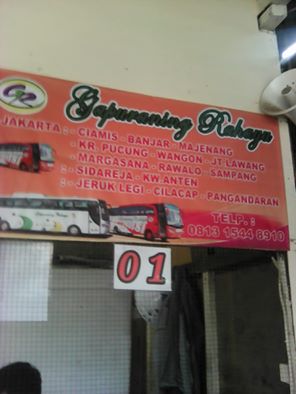 GR
Gapuraning Rahayu
JAKARTA : - CIAMIS - BANJAR - MAJENANG
- KR. PUCUNG - WANGON - JT LAWANG
- MARGASANA - RAWALO - SAMPANG
: - SIDAREJA - KW ANTEN
: - JERUK LEGI - CILACAP - PANGANDARAN
TELP. :
0813 1544 8910
01